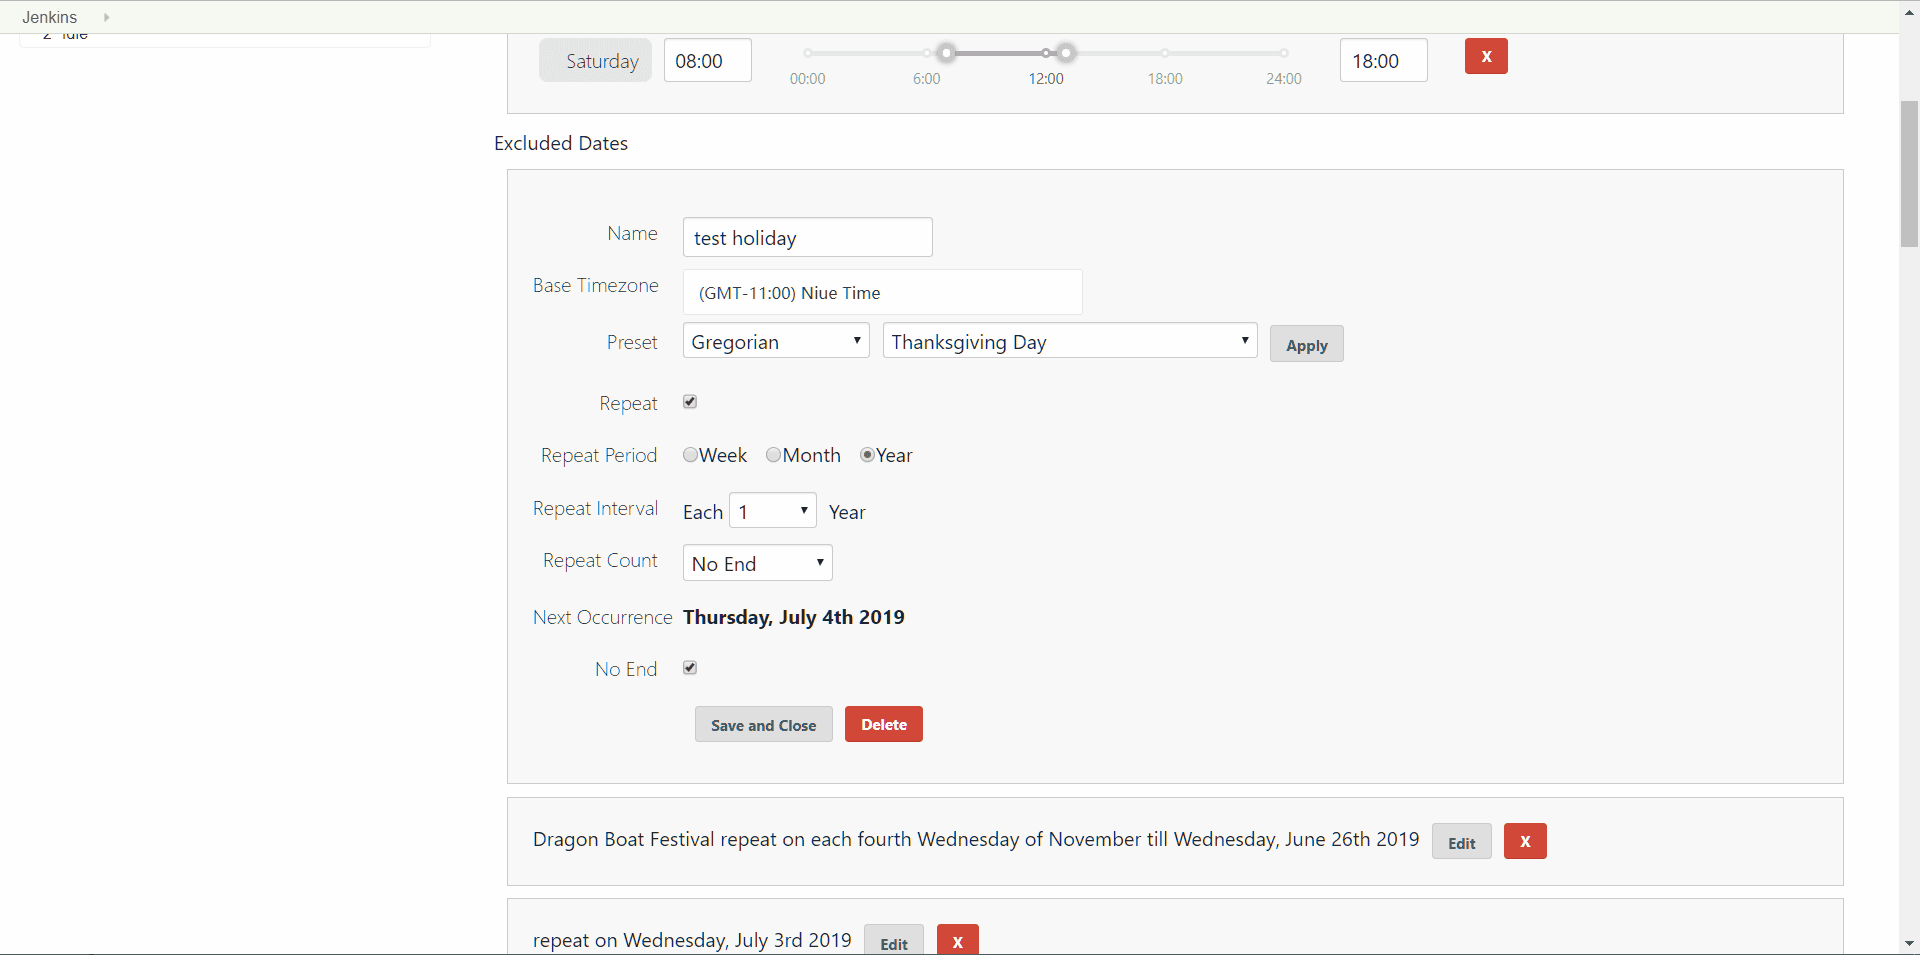 Jenkins
2 Idle
Saturday 08:00 18:00 X
00:00 6:00 12:00 18:00 24:00
Excluded Dates
Name test holiday
Base Timezone (GMT-11:00) Niue Time
Preset Gregorian Thanksgiving Day Apply
Repeat
Repeat Period Week Month Year
Repeat Interval Each 1 Year
Repeat Count No End
Next Occurrence Thursday, July 4th 2019
No End
Save and Close Delete
Dragon Boat Festival repeat on each fourth Wednesday of November till Wednesday, June 26th 2019 Edit X
repeat on Wednesday, July 3rd 2019 Edit X